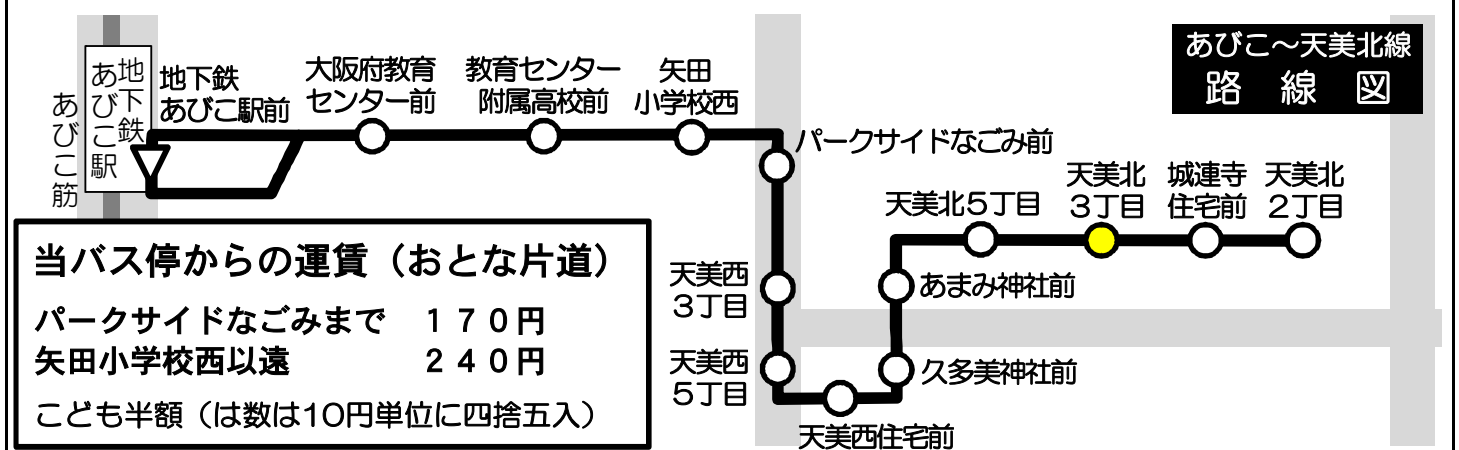 あびこ～天美北線
路線図
あびこ筋
地下鉄
あびこ駅
地下鉄
あびこ駅前
大阪府教育
センター前
教育センター
附属高校前
矢田
小学校西
パークサイドなごみ前
天美西
3丁目
天美西
5丁目
天美西住宅前
久多美神社前
あまみ神社前
天美北5丁目
天美北
3丁目
城連寺
住宅前
天美北
2丁目
当バス停からの運賃（おとな片道）
パークサイドなごみまで　１７０円
矢田小学校西以遠　２４０円
こども半額（は数は10円単位に四捨五入）